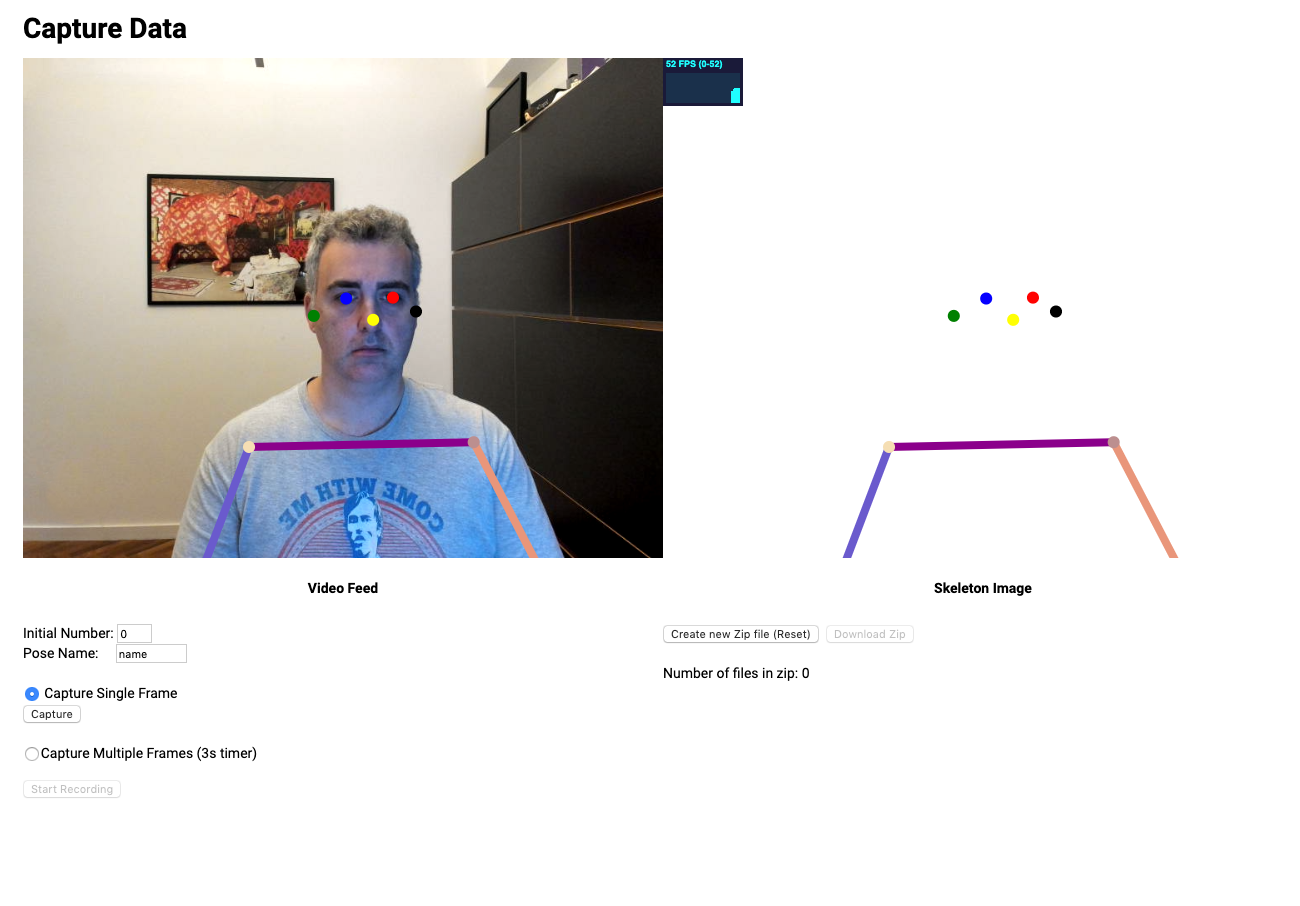 Capture Data
52 FPS (0-52)
COME WITH ME
Video Feed
Skeleton Image
Initial Number: 0
Pose Name: name
Create new Zip file (Reset) Download Zip
Number of files in zip: 0
Capture Single Frame
Capture
Capture Multiple Frames (3s timer)
Start Recording